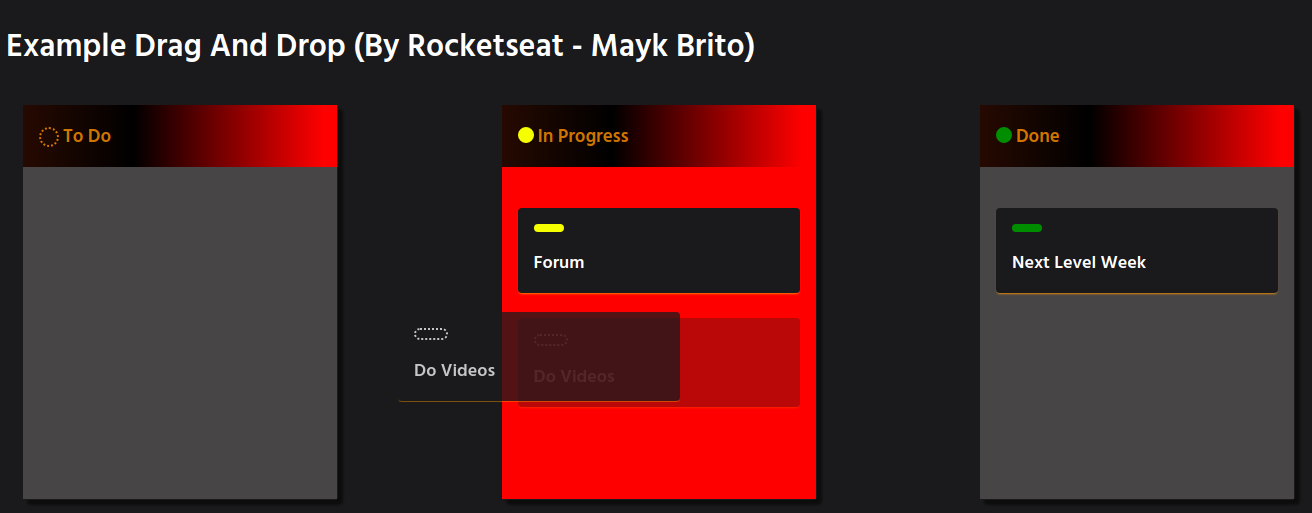 Example Drag And Drop (By Rocketseat - Mayk Brito)
To Do
In Progress
Forum
Do Videos
Do Videos
Done
Next Level Week